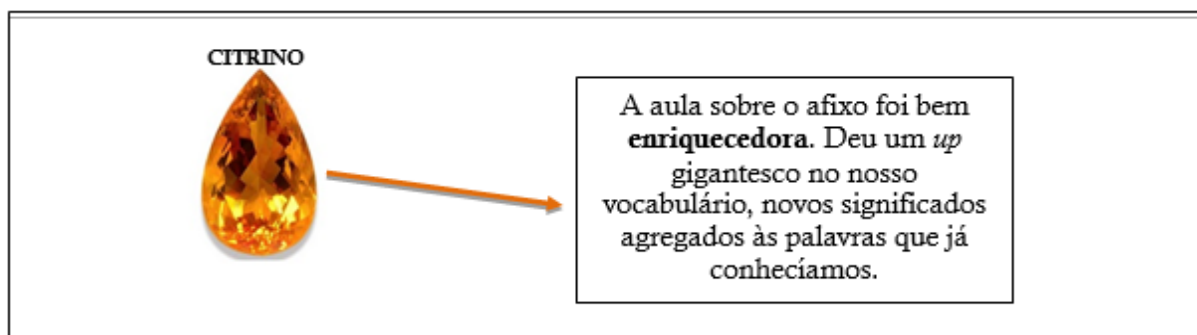 CITRINO
A aula sobre o afixo foi bem
enriquecedora. Deu um up
gigantesco no nosso
vocabulário, novos significados
agregados às palavras que já
conhecíamos.